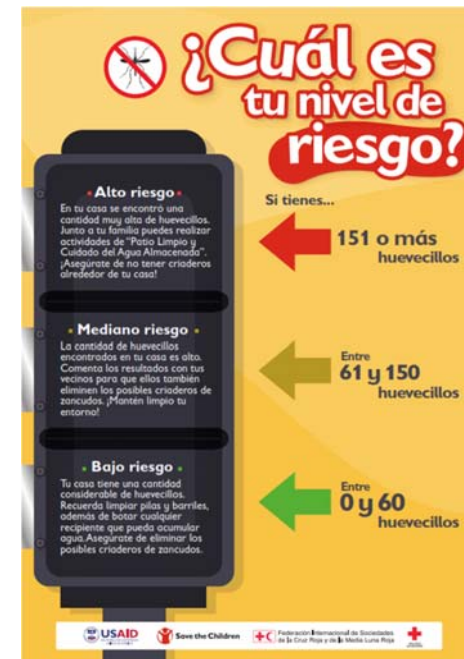 ¿Cuál es
tu nivel de
riesgo?
Si tienes...
• Alto riesgo •
En tu casa se encontró una
cantidad muy alta de huevecillos.
Junto a tu familia puedes realizar
actividades de "Patio Limpio y
Cuidado del Agua Almacenada".
¡Asegúrate de no tener criaderos
alrededor de tu casa!
151 o más
huevecillos
• Mediano riesgo •
La cantidad de huevecillos
encontrados en tu casa es alto.
Comenta los resultados con tus
vecinos para que ellos también
eliminen los posibles criaderos de
zancudos. ¡Mantén limpio tu
entorno!
Entre
61 y 150
huevecillos
• Bajo riesgo •
Tu casa tiene una cantidad
considerable de huevecillos.
Recuerda limpiar pilas y barriles,
además de botar cualquier
recipiente que pueda acumular
agua. Asegúrate de eliminar los
posibles criaderos de zancudos.
Entre
0 y 60
huevecillos
USAID
Save the Children
Federación Internacional de Sociedades
de la Cruz Roja y de la Media Luna Roja